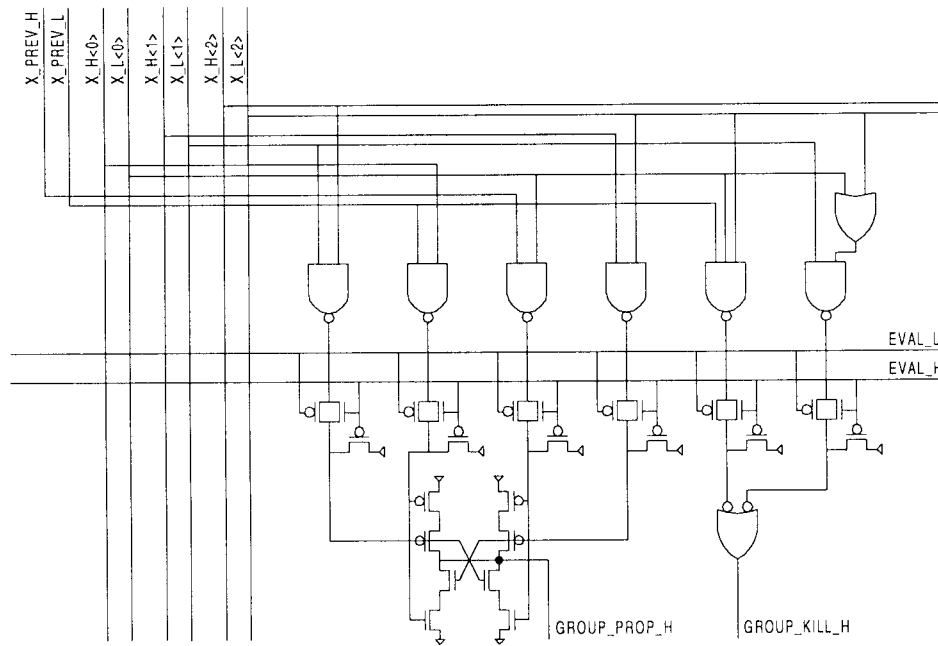 X_PREV_H
X_PREV_L
X_H<0>
X_L<0>
X_H<1>
X_L<1>
X_H<2>
X_L<2>
EVAL_L
EVAL_H
GROUP_PROP_H
GROUP_KILL_H